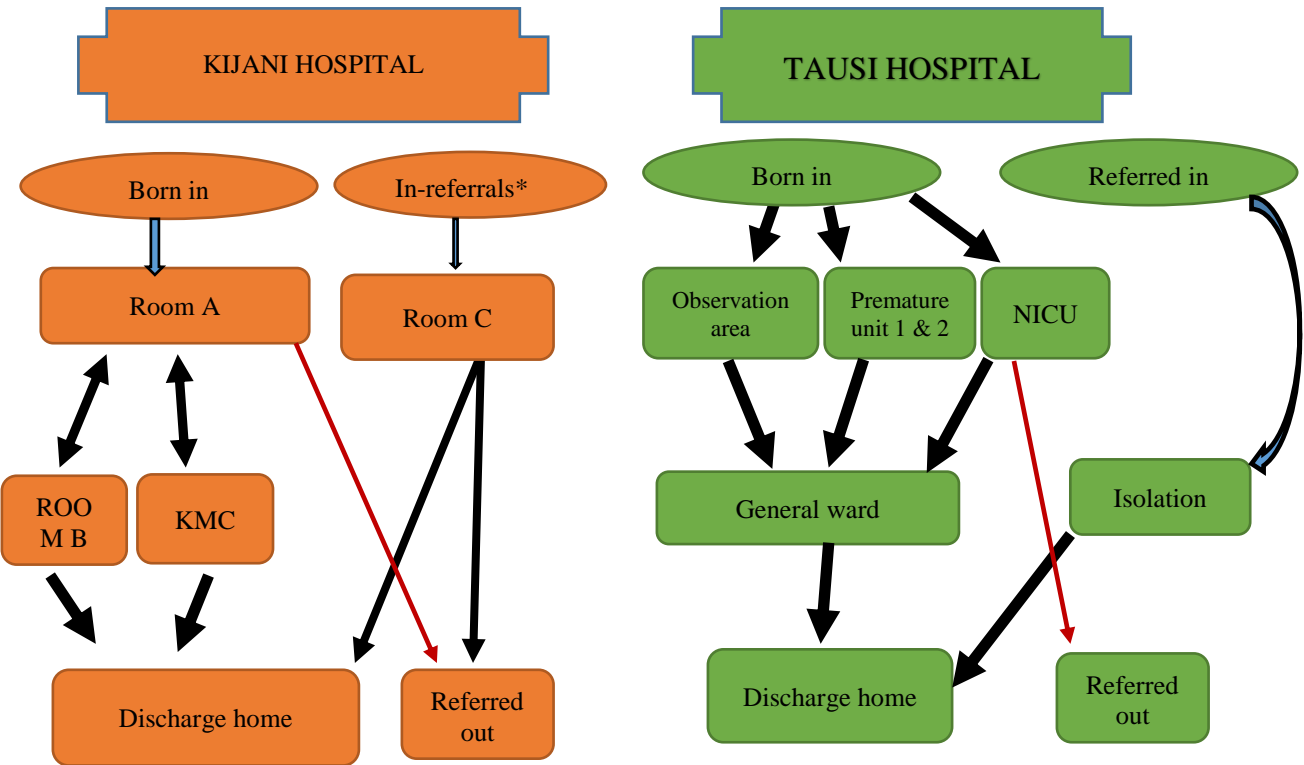 KIJANI HOSPITAL
TAUSI HOSPITAL
Born in
In-referrals*
Born in
Referred in
Room A
Room C
Observation
area
Premature
unit 1 & 2
NICU
ROO
M B
KMC
General ward
Isolation
Discharge home
Referred
out
Discharge home
Referred
out